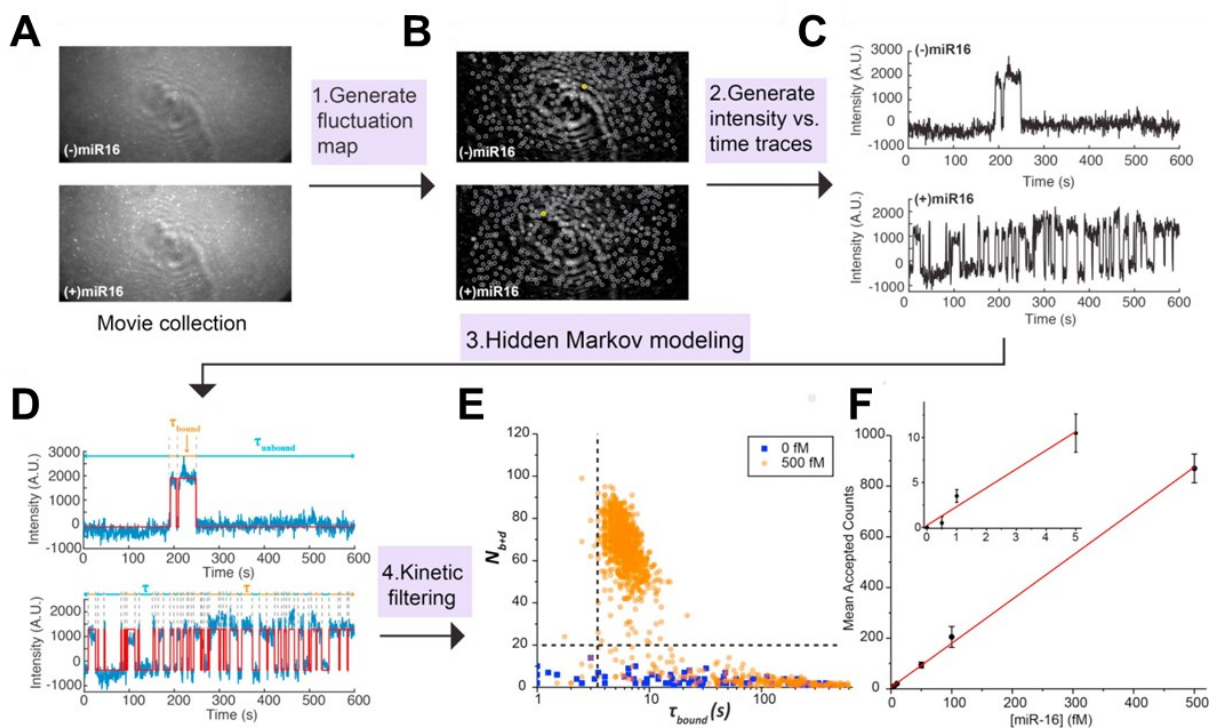 A
(-)miR16
(+)miR16
Movie collection
1.Generate
fluctuation
map
B
(-)miR16
(+)miR16
2.Generate
intensity vs.
time traces
C
(-)miR16
Intensity (A.U.)
3000
2000
1000
0
-1000
0 100 200 300 400 500 600
Time (s)
(+)miR16
Intensity (A.U.)
2000
1000
0
-1000
0 100 200 300 400 500 600
Time (s)
3.Hidden Markov modeling
D
τbound
τunbound
Intensity (A.U.)
3000
2000
1000
0
-1000
0 100 200 300 400 500 600
Time (s)
τ τ
Intensity (A.U.)
2000
1000
0
-1000
0 100 200 300 400 500 600
Time (s)
4.Kinetic
filtering
E
Nb+d
120
100
80
60
40
20
0
1 10 100
τbound (s)
0 fM
500 fM
F
Mean Accepted Counts
1000
800
600
400
200
0
0 100 200 300 400 500
[miR-16] (fM)
10
5
0
0 1 2 3 4 5